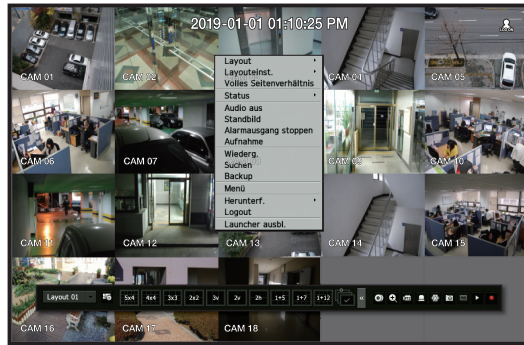 2019-01-01 01:10:25 PM
LOGON
CAM 01
CAM 02
CAM 04
CAM 05
Layout
Layouteinst.
Volles Seitenverhältnis
Status
Audio aus
Standbild
Alarmausgang stoppen
Aufnahme
Wiederg.
Suchen
Backup
Menü
Herunterf.
Logout
Launcher ausbl.
CAM 06
CAM 07
CAM 09
CAM 10
CAM 11
CAM 12
CAM 13
CAM 14
CAM 15
Layout 01
5x4
4x4
3x3
2x2
3v
2v
2h
1+5
1+7
1+12
«
CAM 16
CAM 17
CAM 18